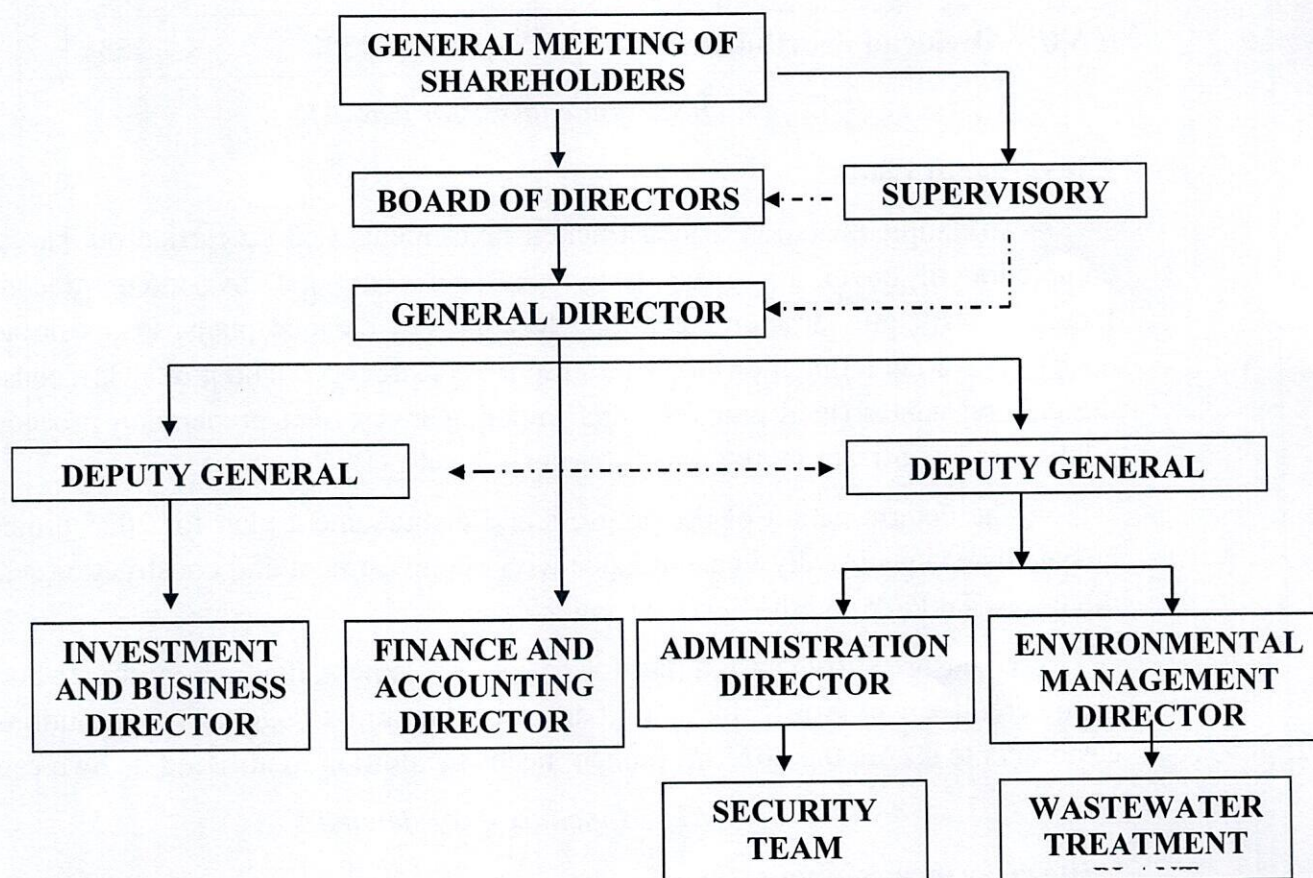 GENERAL MEETING OF
SHAREHOLDERS
BOARD OF DIRECTORS
SUPERVISORY
GENERAL DIRECTOR
DEPUTY GENERAL
DEPUTY GENERAL
INVESTMENT
AND BUSINESS
DIRECTOR
FINANCE AND
ACCOUNTING
DIRECTOR
ADMINISTRATION
DIRECTOR
ENVIRONMENTAL
MANAGEMENT
DIRECTOR
SECURITY
TEAM
WASTEWATER
TREATMENT